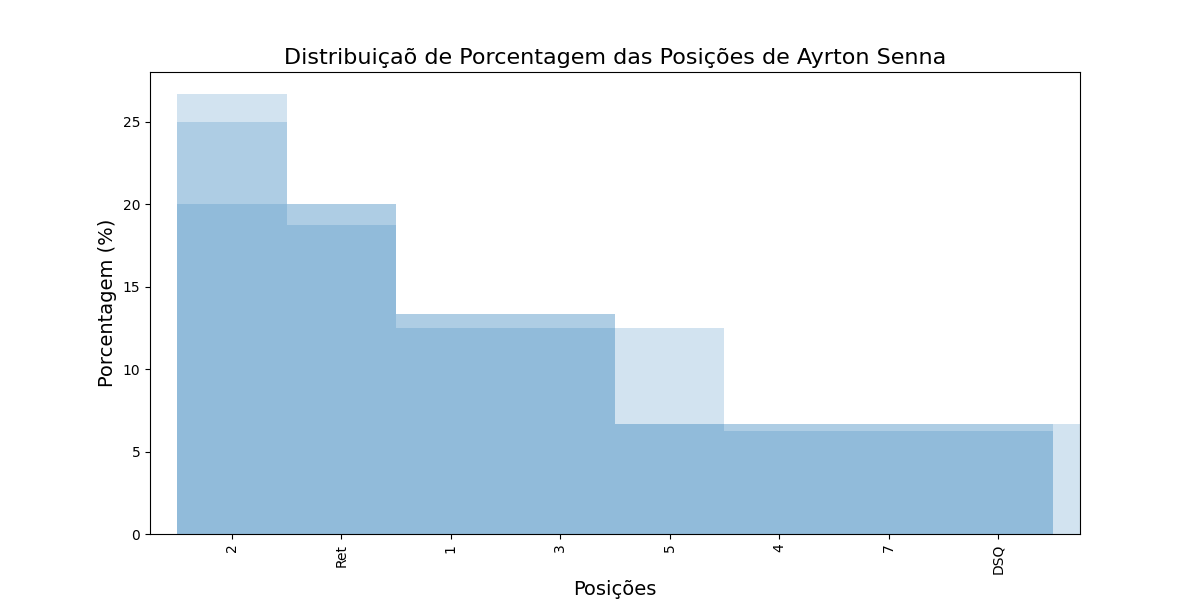 Distribuiçaõ de Porcentagem das Posições de Ayrton Senna
Porcentagem (%)
25
20
15
10
5
0
2
Ret
1
3
5
4
7
DSQ
Posições